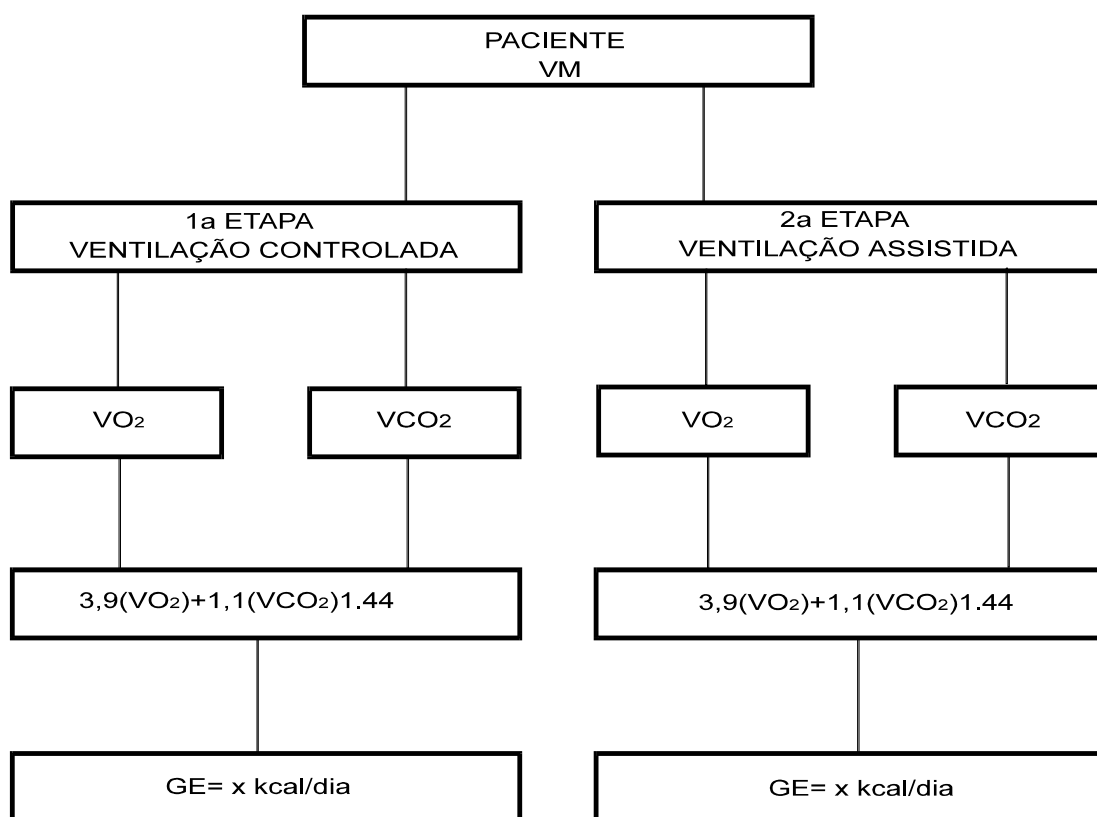 PACIENTE
VM
1a ETAPA
VENTILAÇÃO CONTROLADA
2a ETAPA
VENTILAÇÃO ASSISTIDA
VO₂
VCO₂
VO₂
VCO₂
3,9(VO₂)+1,1(VCO₂)1.44
3,9(VO₂)+1,1(VCO₂)1.44
GE= x kcal/dia
GE= x kcal/dia